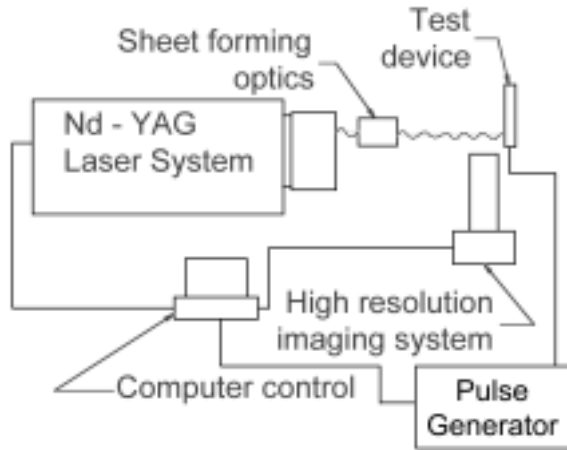 Sheet forming
optics
Test
device
Nd - YAG
Laser System
High resolution
imaging system
Computer control
Pulse
Generator